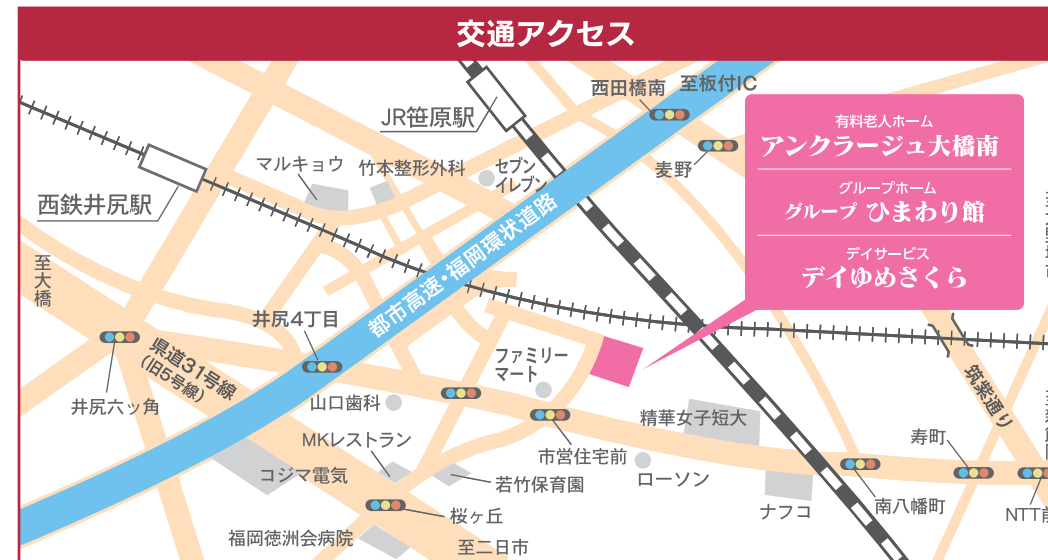 交通アクセス
西田橋南
至板付IC
JR笹原駅
有料老人ホーム
アンクラージュ大橋南
マルキョウ
竹本整形外科
セブン
イレブン
麦野
グループホーム
グループ ひまわり館
西鉄井尻駅
デイサービス
デイゆめさくら
都市高速・福岡環状道路
至大橋
井尻4丁目
県道31号線
(旧5号線)
ファミリー
マート
筑紫通り
井尻六ッ角
山口歯科
精華女子短大
MKレストラン
寿町
市営住宅前
コジマ電気
若竹保育園
ローソン
南八幡町
ナフコ
桜ヶ丘
NTT前
福岡徳洲会病院
至二日市